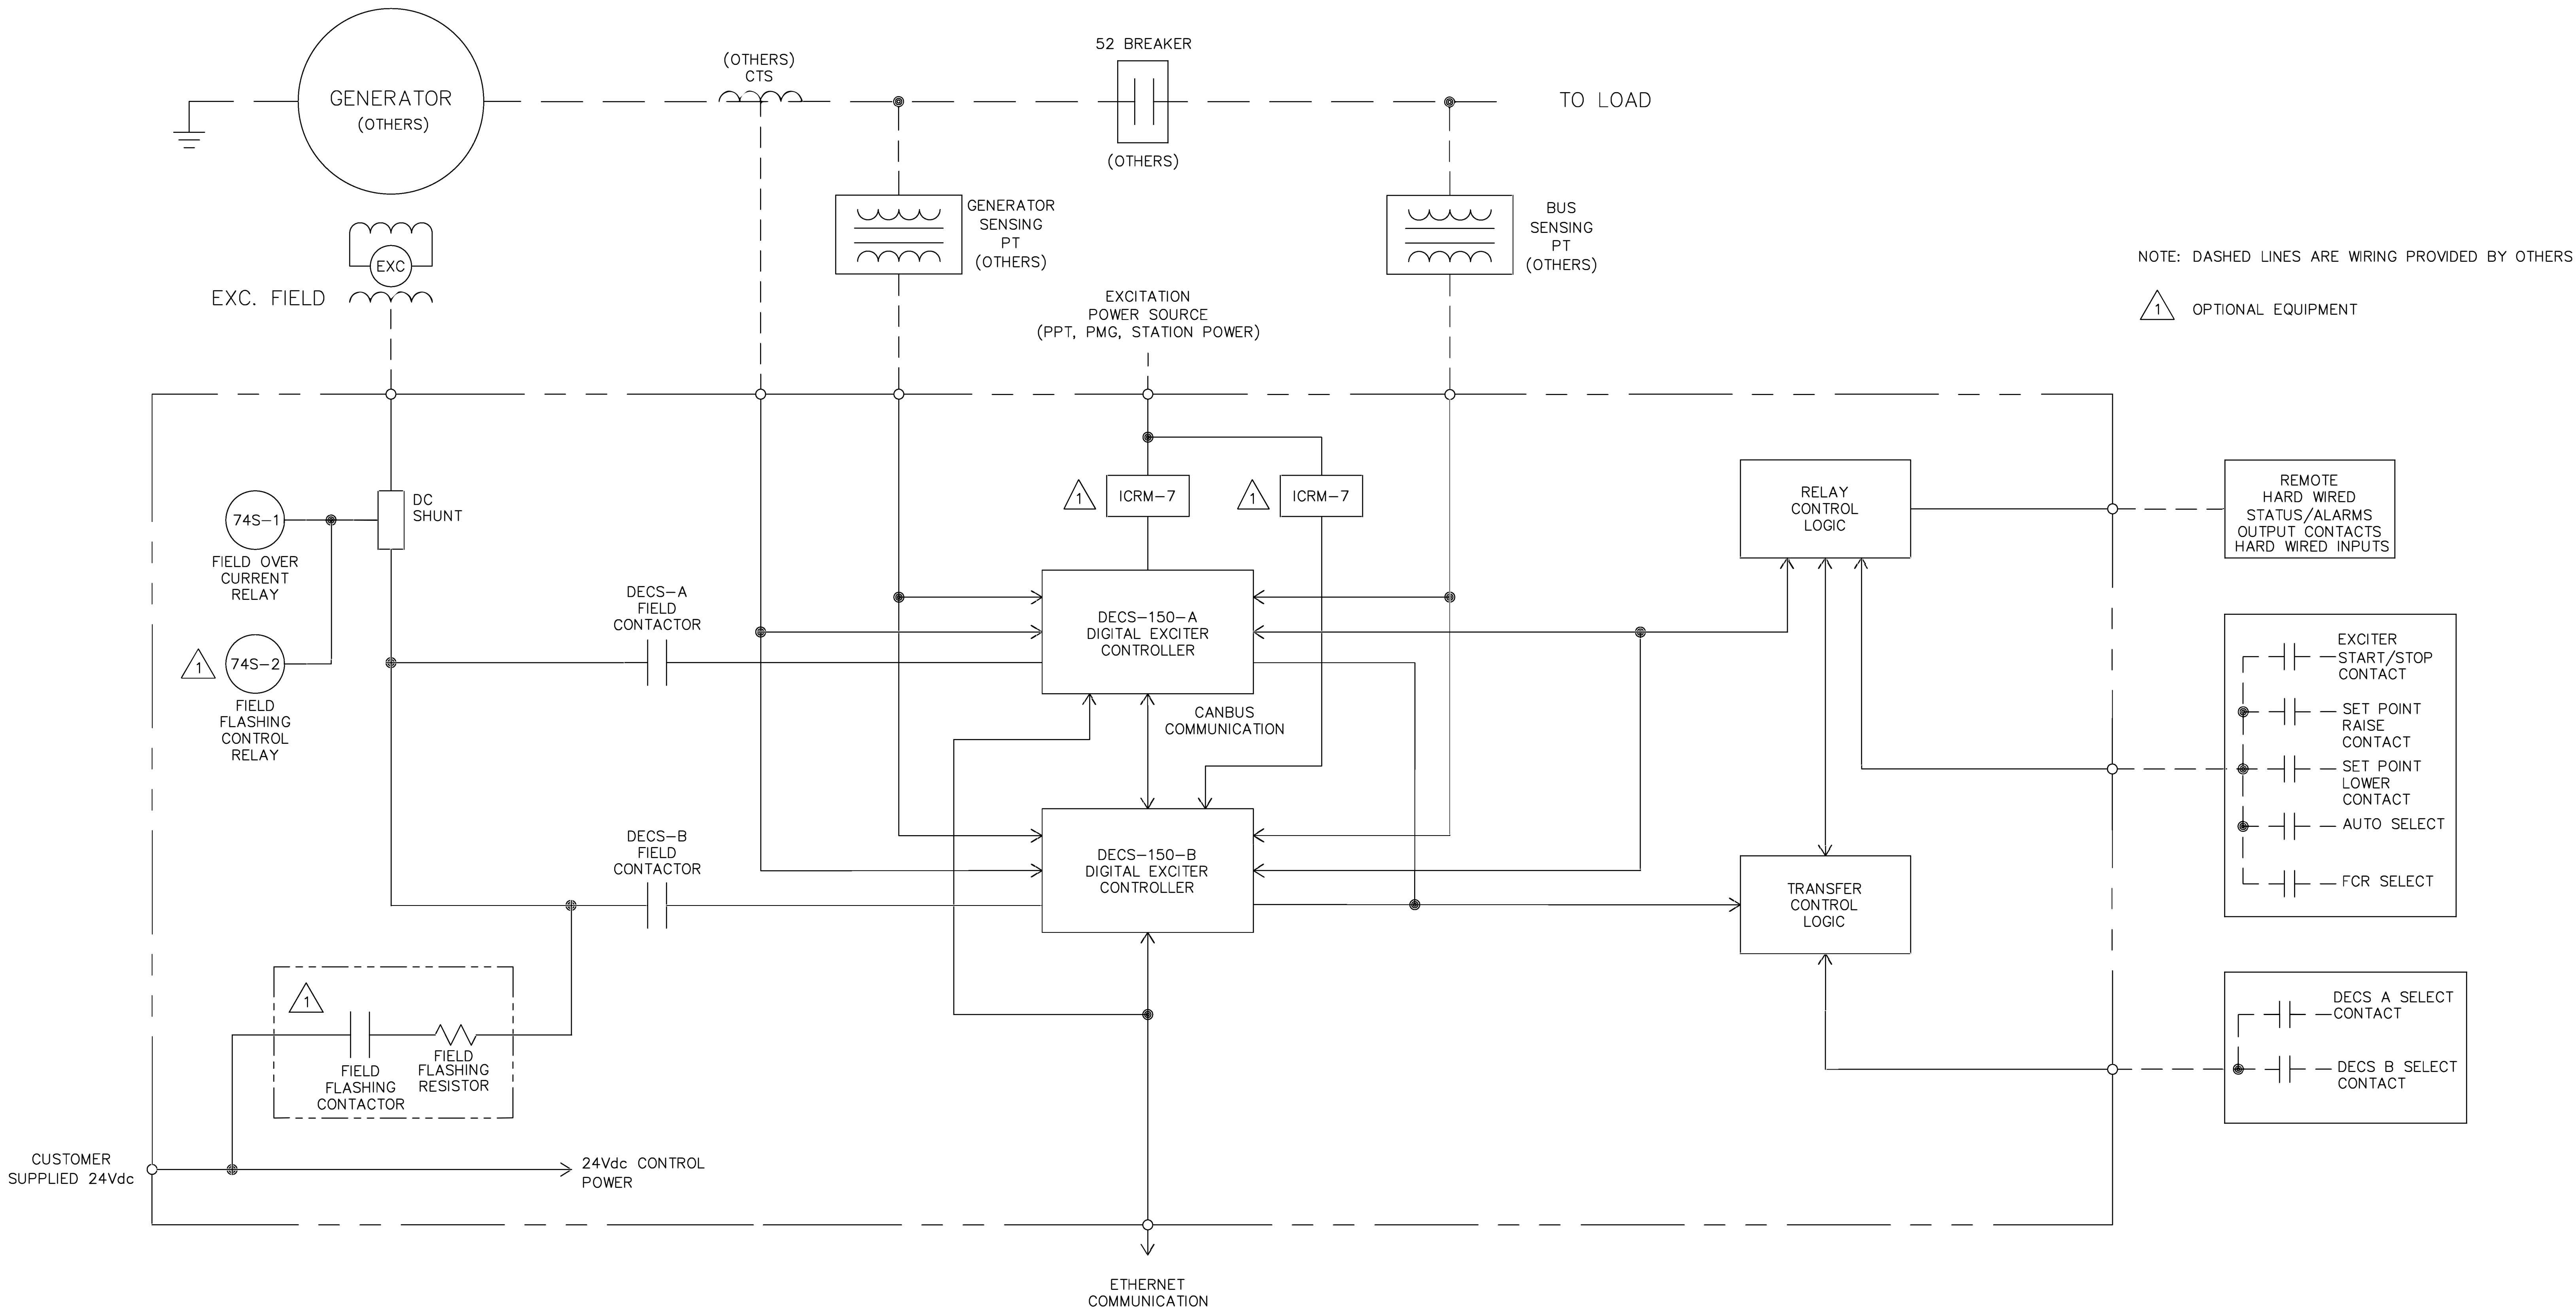 52 BREAKER
(OTHERS)
CTS
GENERATOR
(OTHERS)
TO LOAD
(OTHERS)
GENERATOR
SENSING
PT
(OTHERS)
BUS
SENSING
PT
(OTHERS)
NOTE: DASHED LINES ARE WIRING PROVIDED BY OTHERS
1 OPTIONAL EQUIPMENT
EXC
EXC. FIELD
EXCITATION
POWER SOURCE
(PPT, PMG, STATION POWER)
74S-1
FIELD OVER
CURRENT
RELAY
DC
SHUNT
1
ICRM-7
1
ICRM-7
RELAY
CONTROL
LOGIC
REMOTE
HARD WIRED
STATUS/ALARMS
OUTPUT CONTACTS
HARD WIRED INPUTS
1
74S-2
FIELD
FLASHING
CONTROL
RELAY
DECS-A
FIELD
CONTACTOR
DECS-150-A
DIGITAL EXCITER
CONTROLLER
CANBUS
COMMUNICATION
EXCITER
START/STOP
CONTACT
SET POINT
RAISE
CONTACT
SET POINT
LOWER
CONTACT
AUTO SELECT
FCR SELECT
DECS-B
FIELD
CONTACTOR
DECS-150-B
DIGITAL EXCITER
CONTROLLER
TRANSFER
CONTROL
LOGIC
1
FIELD
FLASHING
CONTACTOR
FIELD
FLASHING
RESISTOR
DECS A SELECT
CONTACT
DECS B SELECT
CONTACT
CUSTOMER
SUPPLIED 24Vdc
24Vdc CONTROL
POWER
ETHERNET
COMMUNICATION